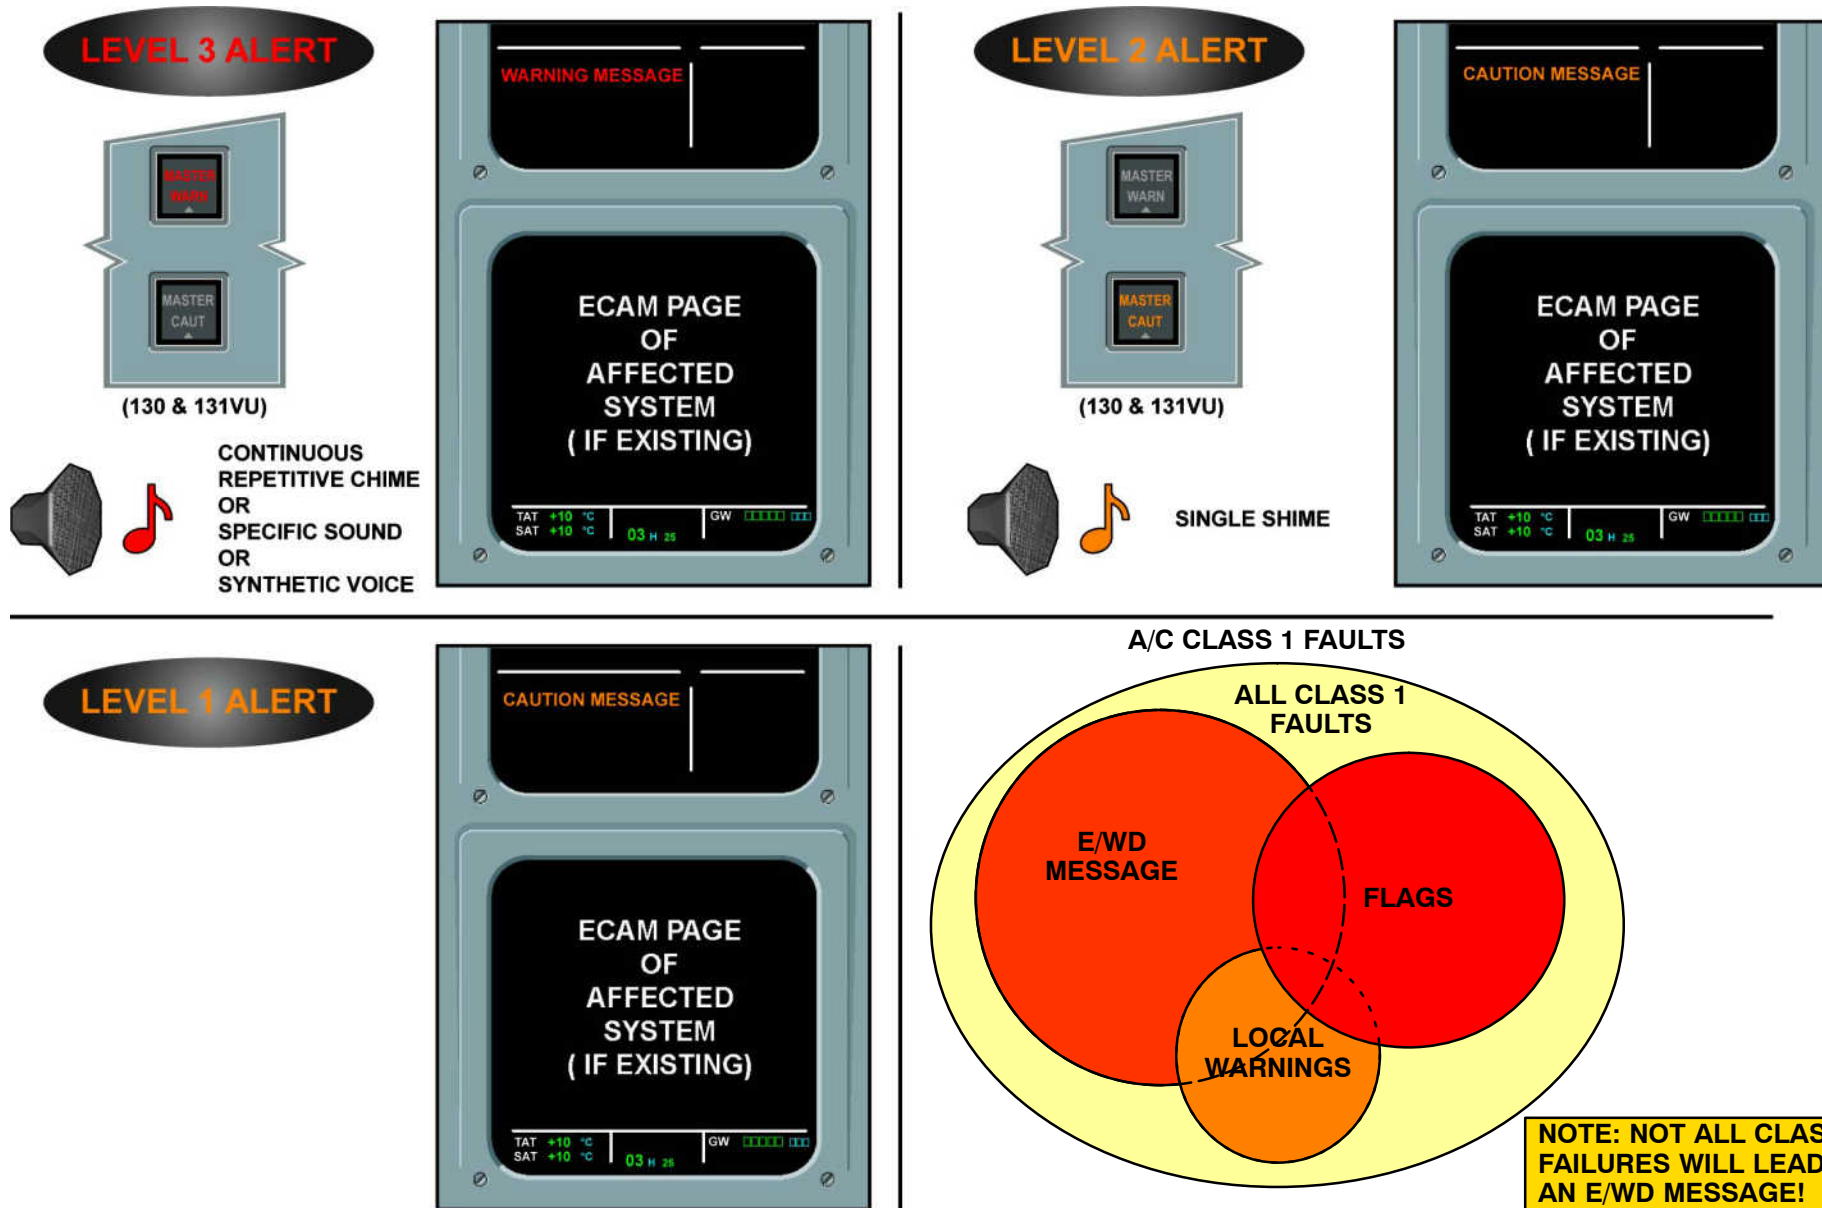 LEVEL 3 ALERT
WARNING MESSAGE
MASTER
WARN
MASTER
CAUT
(130 & 131VU)
CONTINUOUS
REPETITIVE CHIME
OR
SPECIFIC SOUND
OR
SYNTHETIC VOICE
ECAM PAGE
OF
AFFECTED
SYSTEM
( IF EXISTING)
TAT +10 °C
SAT +10 °C
03 H 25
GW
LEVEL 2 ALERT
CAUTION MESSAGE
MASTER
WARN
MASTER
CAUT
(130 & 131VU)
SINGLE SHIME
ECAM PAGE
OF
AFFECTED
SYSTEM
( IF EXISTING)
TAT +10 °C
SAT +10 °C
03 H 25
GW
LEVEL 1 ALERT
CAUTION MESSAGE
ECAM PAGE
OF
AFFECTED
SYSTEM
( IF EXISTING)
TAT +10 °C
SAT +10 °C
03 H 25
GW
A/C CLASS 1 FAULTS
ALL CLASS 1
FAULTS
E/WD
MESSAGE
FLAGS
LOCAL
WARNINGS
NOTE: NOT ALL CLAS
FAILURES WILL LEAD
AN E/WD MESSAGE!